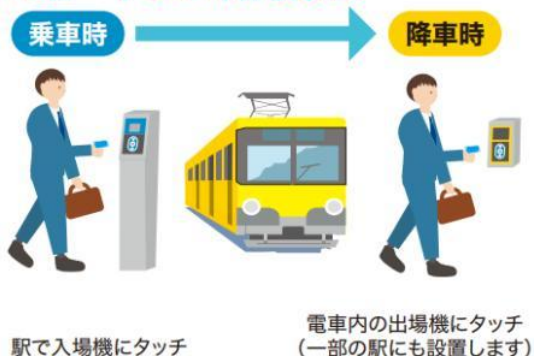 乗車時
降車時
駅で入場機にタッチ
電車内の出場機にタッチ
(一部の駅にも設置します)